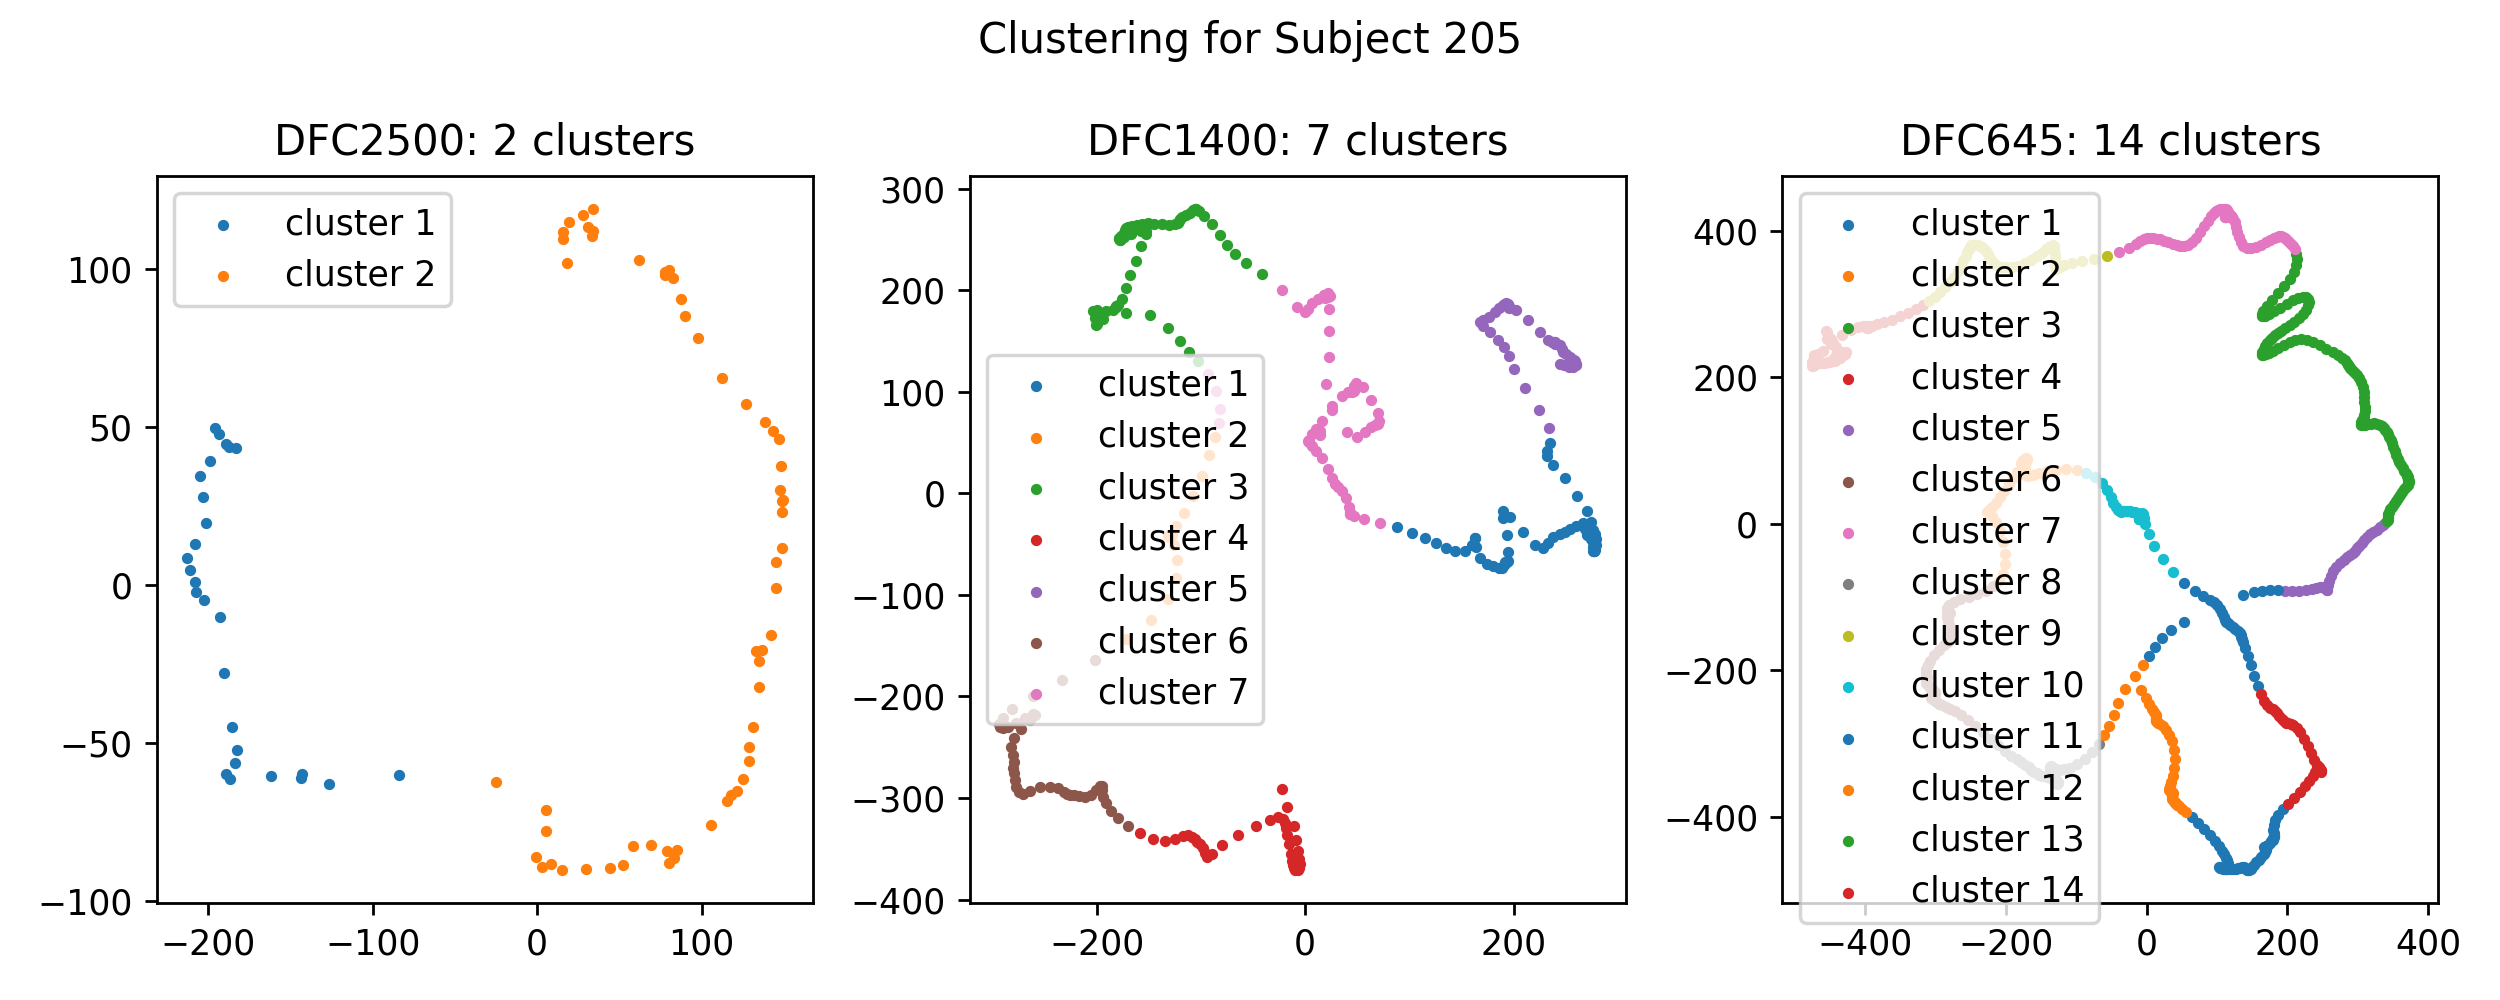 Clustering for Subject 205
DFC2500: 2 clusters
cluster 1
cluster 2
100
50
0
−50
−100
−200
−100
0
100
DFC1400: 7 clusters
300
200
100
0
−100
−200
−300
−400
cluster 1
cluster 2
cluster 3
cluster 4
cluster 5
cluster 6
cluster 7
−200
0
200
DFC645: 14 clusters
400
200
0
−200
−400
cluster 1
cluster 2
cluster 3
cluster 4
cluster 5
cluster 6
cluster 7
cluster 8
cluster 9
cluster 10
cluster 11
cluster 12
cluster 13
cluster 14
−400
−200
0
200
400